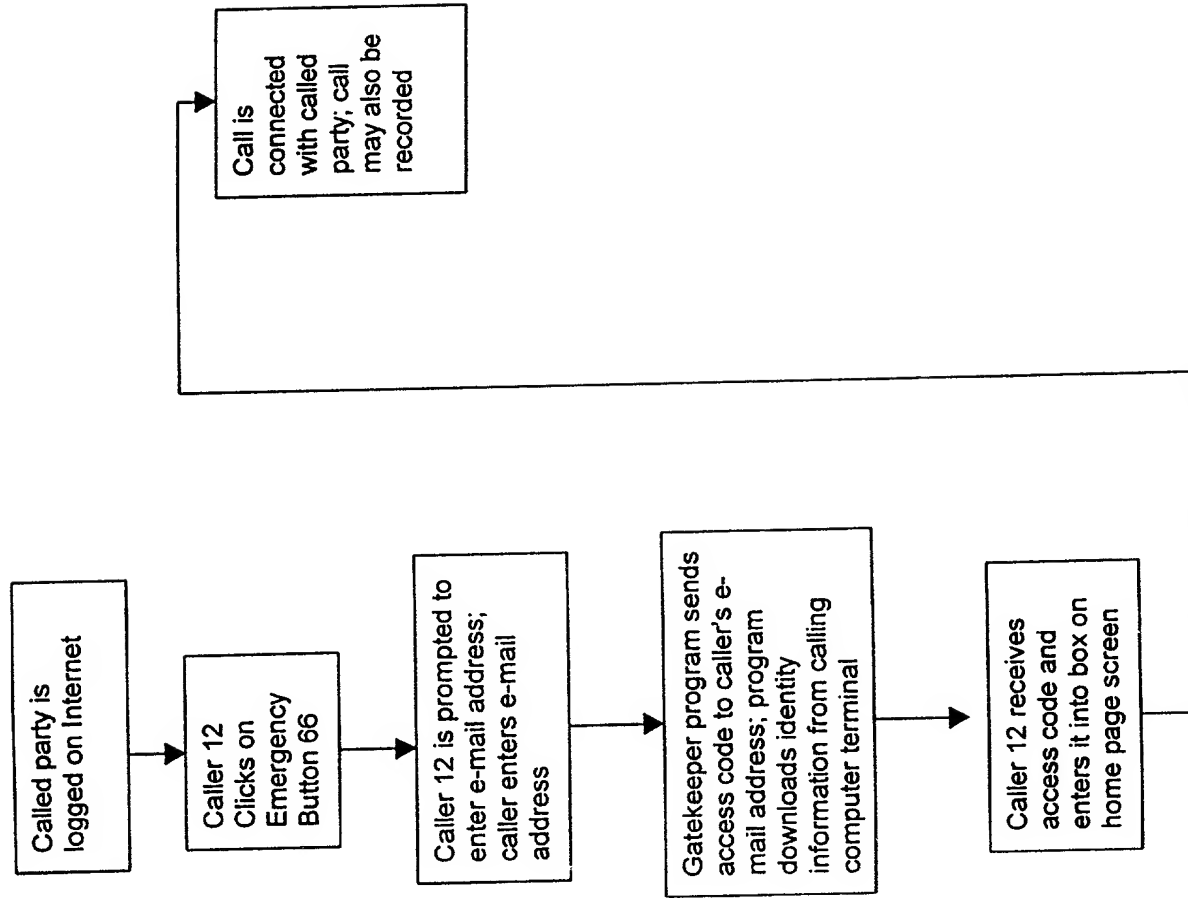 Called party is
logged on Internet
Caller 12
Clicks on
Emergency
Button 66
Caller 12 is prompted to
enter e-mail address;
caller enters e-mail
address
Gatekeeper program sends
access code to caller's e-
mail address; program
downloads identity
information from calling
computer terminal
Caller 12 receives
access code and
enters it into box on
home page screen
Call is
connected
with called
party; call
may also be
recorded